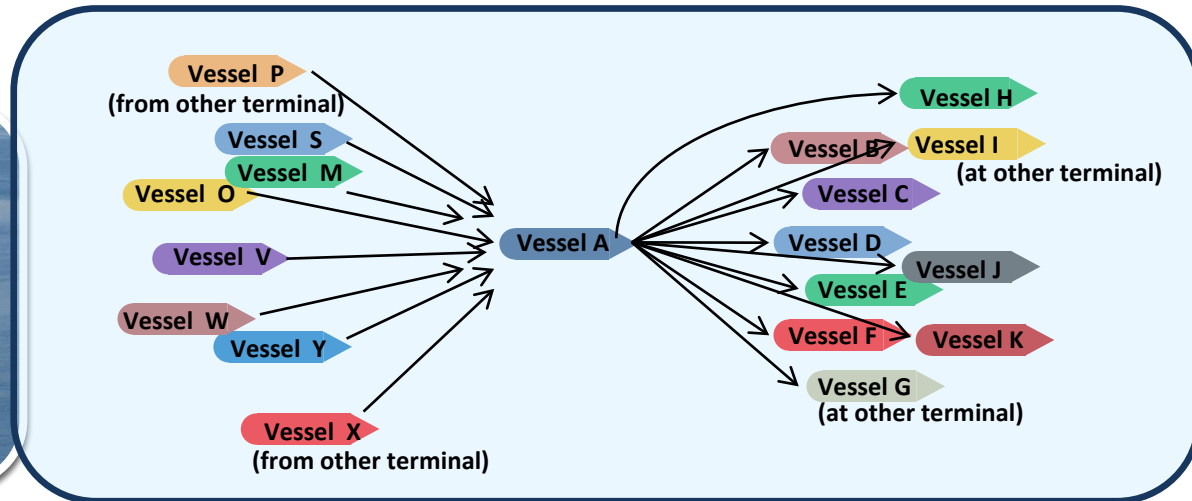 Vessel P
(from other terminal)
Vessel S
Vessel M
Vessel O
Vessel V
Vessel W
Vessel Y
Vessel X
(from other terminal)
Vessel A
Vessel H
Vessel B
Vessel I
(at other terminal)
Vessel C
Vessel D
Vessel J
Vessel E
Vessel F
Vessel K
Vessel G
(at other terminal)